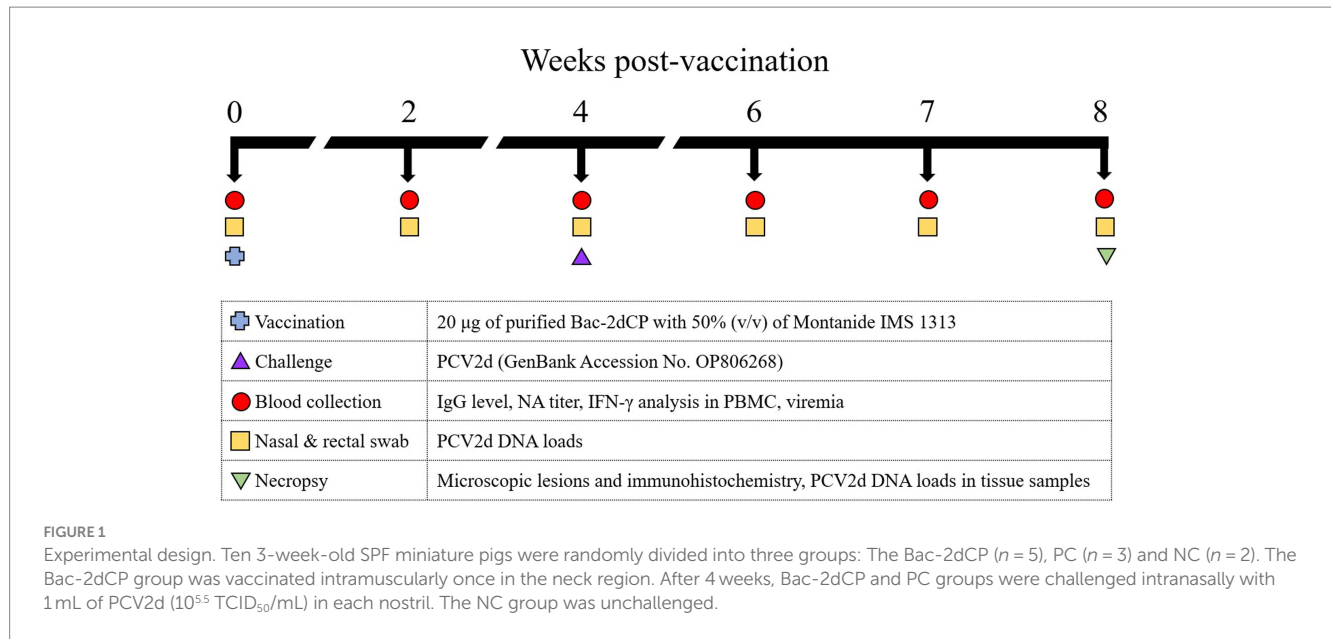 Weeks post-vaccination
0 2 4 6 7 8
Vaccination 20 μg of purified Bac-2dCP with 50% (v/v) of Montanide IMS 1313
Challenge PCV2d (GenBank Accession No. OP806268)
Blood collection IgG level, NA titer, IFN-γ analysis in PBMC, viremia
Nasal & rectal swab PCV2d DNA loads
Necropsy Microscopic lesions and immunohistochemistry, PCV2d DNA loads in tissue samples
FIGURE 1
Experimental design. Ten 3-week-old SPF miniature pigs were randomly divided into three groups: The Bac-2dCP (n = 5), PC (n = 3) and NC (n = 2). The
Bac-2dCP group was vaccinated intramuscularly once in the neck region. After 4 weeks, Bac-2dCP and PC groups were challenged intranasally with
1 mL of PCV2d (10⁵·⁵ TCID₅₀/mL) in each nostril. The NC group was unchallenged.